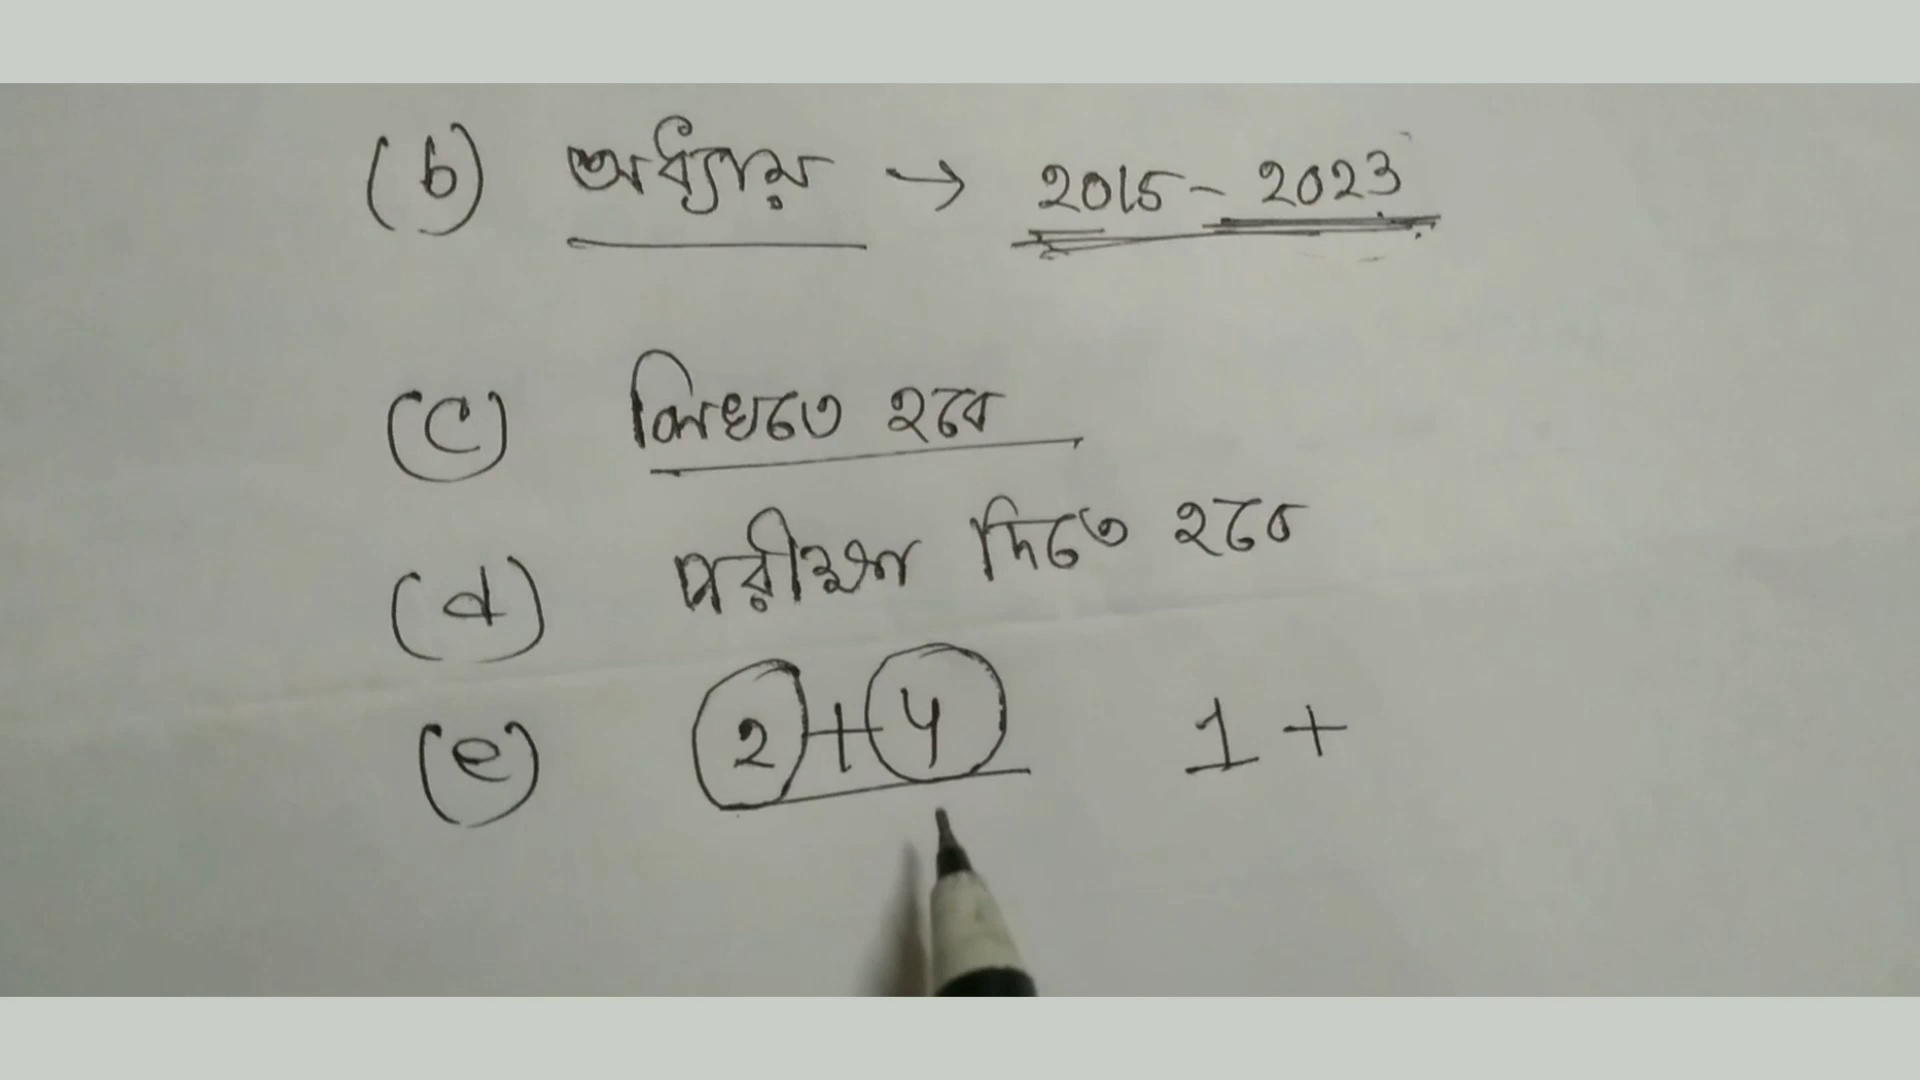 (b) অধ্যায় → 2015 - 2023
(c) লিখতে হবে
(d) পরীক্ষা দিতে হবে
(e) 2+4 1+